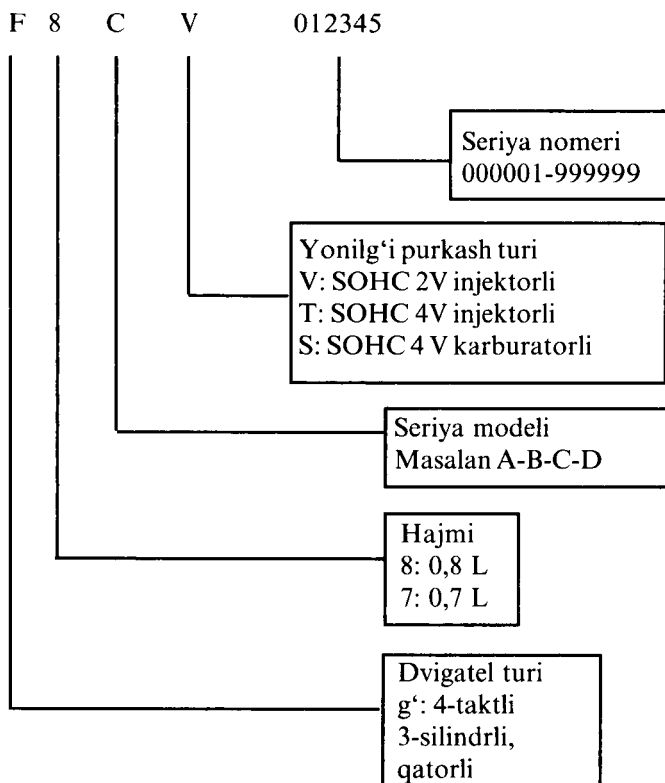 F 8 C V 012345
Seriya nomeri
000001-999999
Yonilg‘i purkash turi
V: SOHC 2V injektorli
T: SOHC 4V injektorli
S: SOHC 4 V karburatorli
Seriya modeli
Masalan A-B-C-D
Hajmi
8: 0,8 L
7: 0,7 L
Dvigatel turi
g‘: 4-taktli
3-silindrli,
qatorli